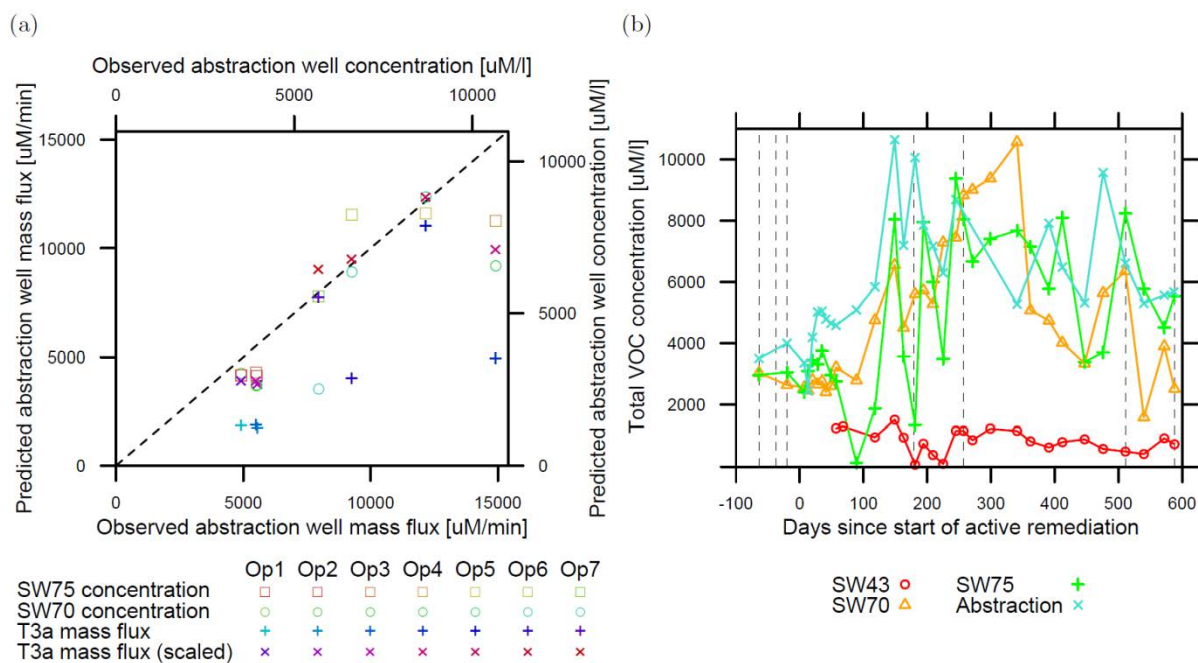 (a)
Observed abstraction well concentration [uM/l]
0 5000 10000
Predicted abstraction well mass flux [uM/min]
15000
10000
5000
0
10000
5000
0
Predicted abstraction well concentration [uM/l]
0 5000 10000 15000
Observed abstraction well mass flux [uM/min]
Op1 Op2 Op3 Op4 Op5 Op6 Op7
SW75 concentration
SW70 concentration
T3a mass flux
T3a mass flux (scaled)
(b)
Total VOC concentration [uM/l]
10000
8000
6000
4000
2000
-100 0 100 200 300 400 500 600
Days since start of active remediation
SW43 SW75
SW70 Abstraction